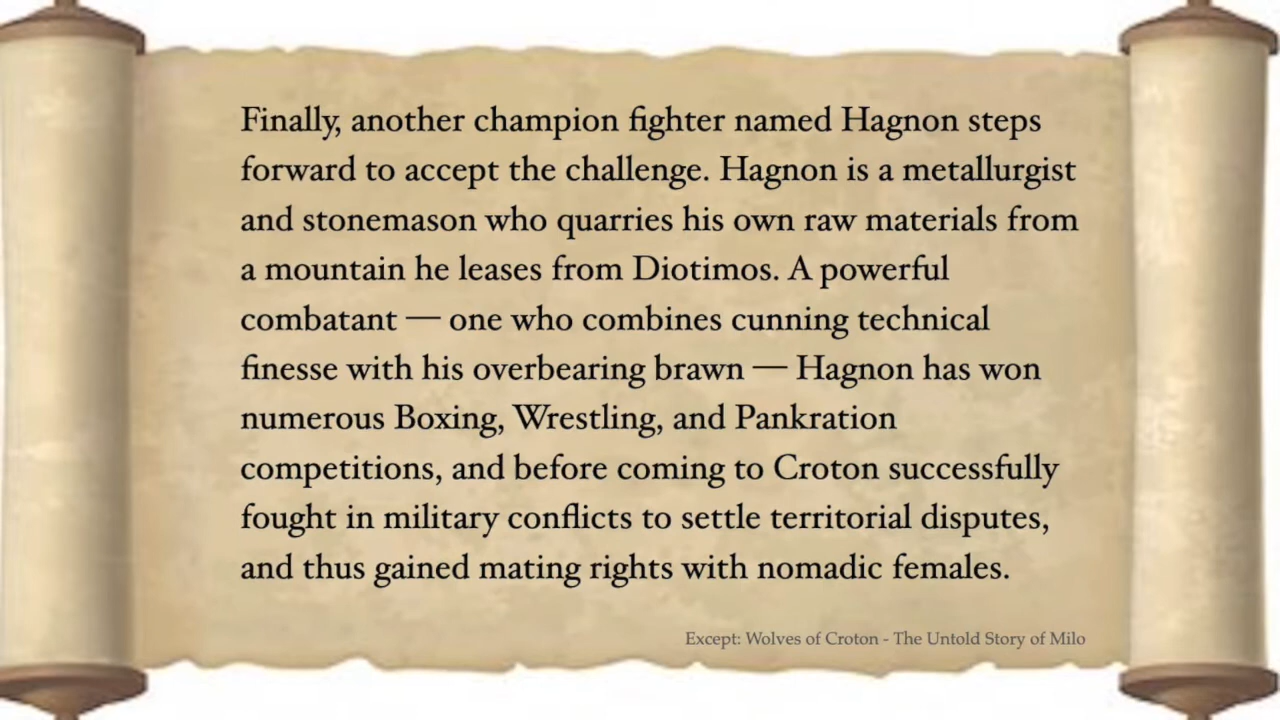 Finally, another champion fighter named Hagnon steps
forward to accept the challenge. Hagnon is a metallurgist
and stonemason who quarries his own raw materials from
a mountain he leases from Diotimos. A powerful
combatant — one who combines cunning technical
finesse with his overbearing brawn — Hagnon has won
numerous Boxing, Wrestling, and Pankration
competitions, and before coming to Croton successfully
fought in military conflicts to settle territorial disputes,
and thus gained mating rights with nomadic females.
Except: Wolves of Croton - The Untold Story of Milo